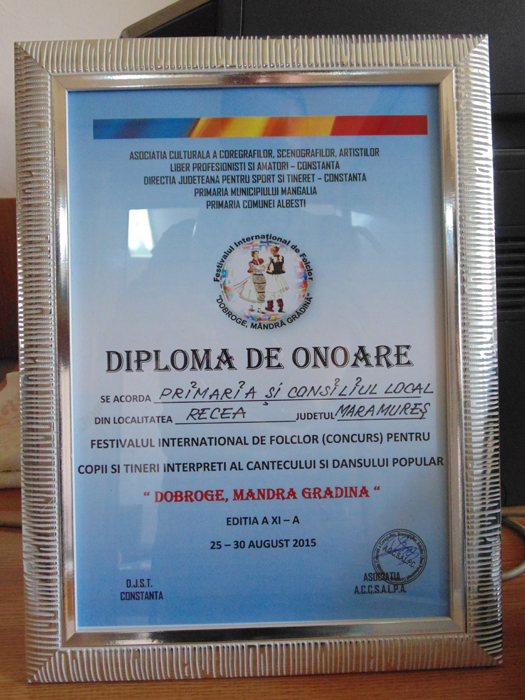 ASOCIATIA CULTURALA A COREGRAFILOR, SCENOGRAFILOR, ARTISTILOR
LIBER PROFESIONISTI SI AMATORI – CONSTANTA
DIRECTIA JUDETEANĂ PENTRU SPORT SI TINERET – CONSTANTA
PRIMARIA MUNICIPIULUI MANGALIA
PRIMARIA COMUNEI ALBESTI
Festivalul International de Folclor
"DOBROGE, MÂNDRĂ GRĂDINĂ"
DIPLOMA DE ONOARE
SE ACORDA PRIMĂRIA ȘI CONSILIUL LOCAL
DIN LOCALITATEA RECEA JUDETUL MARAMUREȘ
FESTIVALUL INTERNATIONAL DE FOLCLOR (CONCURS) PENTRU
COPII SI TINERI INTERPRETI AI CANTECULUI SI DANSULUI POPULAR
" DOBROGE, MANDRA GRADINA "
EDITIA A XI – A
25 – 30 AUGUST 2015
D.J.S.T.
CONSTANTA
ASOCIATIA
A.C.C.S.A.L.P.A.